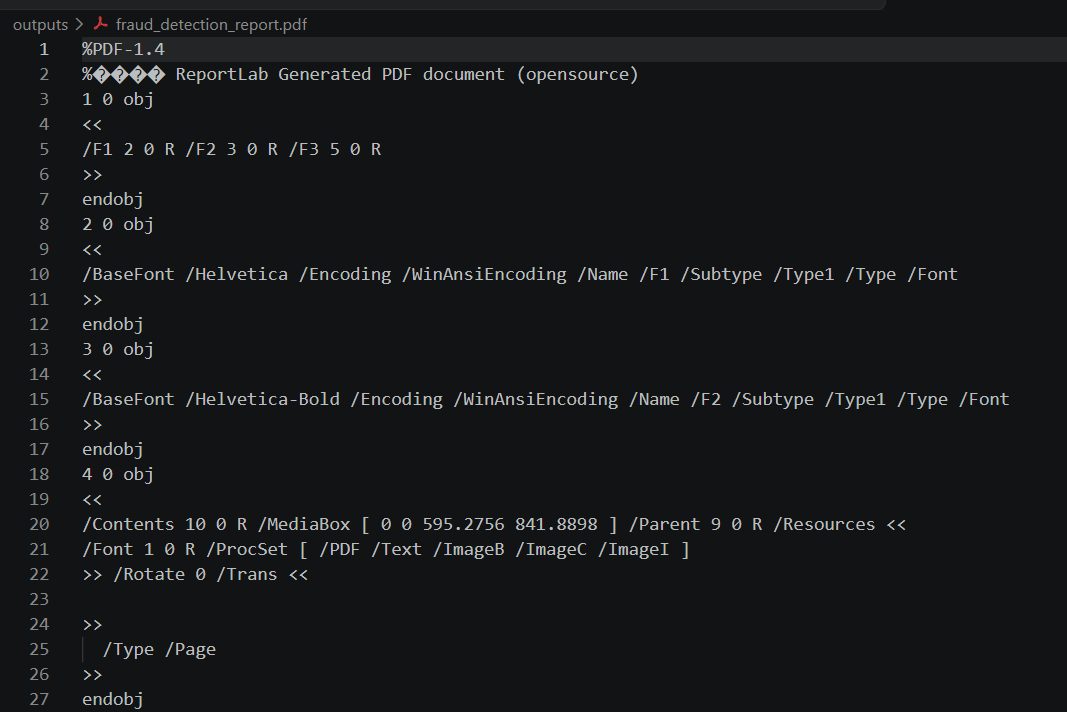 outputs > fraud_detection_report.pdf
1 %PDF-1.4
2 %���� ReportLab Generated PDF document (opensource)
3 1 0 obj
4 <<
5 /F1 2 0 R /F2 3 0 R /F3 5 0 R
6 >>
7 endobj
8 2 0 obj
9 <<
10 /BaseFont /Helvetica /Encoding /WinAnsiEncoding /Name /F1 /Subtype /Type1 /Type /Font
11 >>
12 endobj
13 3 0 obj
14 <<
15 /BaseFont /Helvetica-Bold /Encoding /WinAnsiEncoding /Name /F2 /Subtype /Type1 /Type /Font
16 >>
17 endobj
18 4 0 obj
19 <<
20 /Contents 10 0 R /MediaBox [ 0 0 595.2756 841.8898 ] /Parent 9 0 R /Resources <<
21 /Font 1 0 R /ProcSet [ /PDF /Text /ImageB /ImageC /ImageI ]
22 >> /Rotate 0 /Trans <<
23
24 >>
25   /Type /Page
26 >>
27 endobj